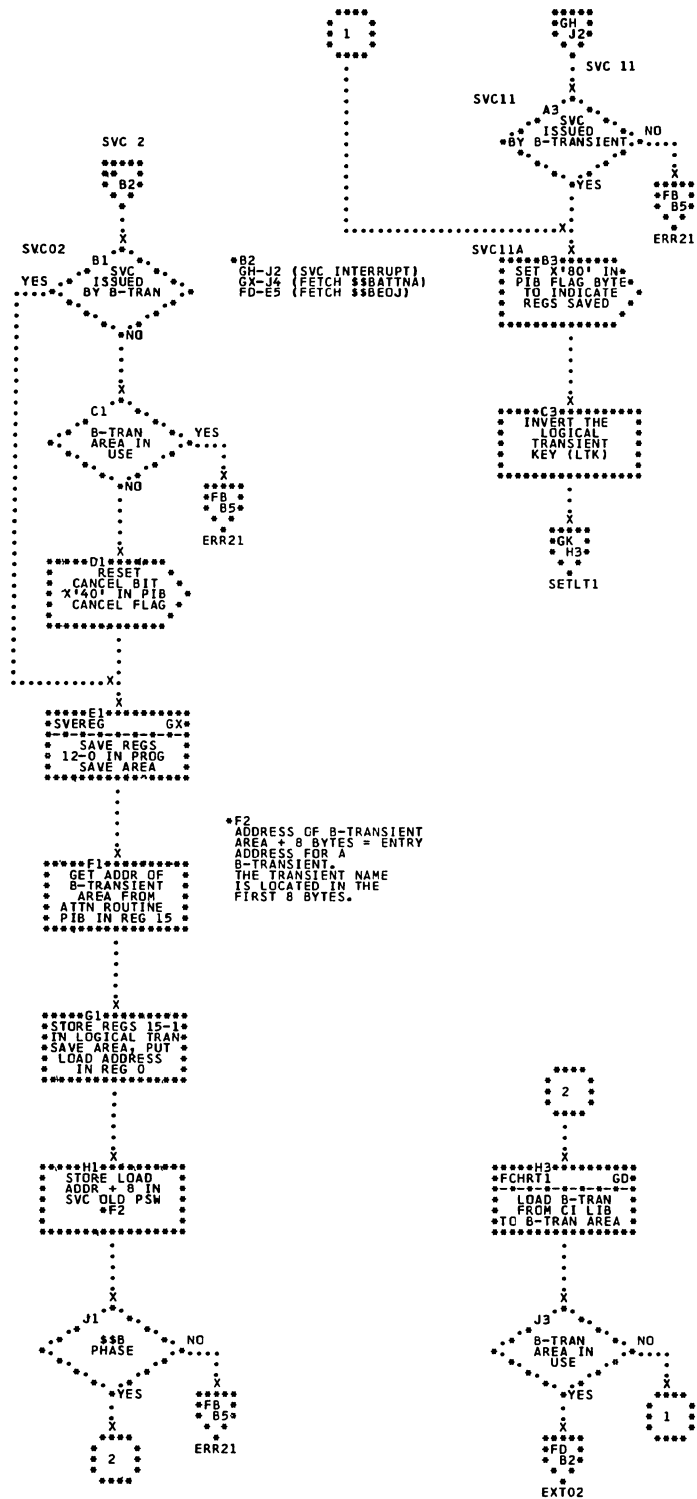 SVC 2
B2
SVC02
B1
SVC
ISSUED
BY B-TRAN
YES
NO
*B2
GH-J2 (SVC INTERRUPT)
GX-J4 (FETCH $$BATTNA)
FD-E5 (FETCH $$BEOJ)
C1
B-TRAN
AREA IN
USE
YES
NO
FB
B5
ERR21
D1
RESET
CANCEL BIT
X'40' IN PIB
CANCEL FLAG
E1
SVEREG GX
SAVE REGS
12-0 IN PROG
SAVE AREA
*F2
ADDRESS OF B-TRANSIENT
AREA + 8 BYTES = ENTRY
ADDRESS FOR A
B-TRANSIENT.
THE TRANSIENT NAME
IS LOCATED IN THE
FIRST 8 BYTES.
F1
GET ADDR OF
B-TRANSIENT
AREA FROM
ATTN ROUTINE
PIB IN REG 15
G1
STORE REGS 15-1
IN LOGICAL TRAN
SAVE AREA, PUT
LOAD ADDRESS
IN REG 0
H1
STORE LOAD
ADDR + 8 IN
SVC OLD PSW
*F2
J1
$$B
PHASE
NO
YES
FB
B5
ERR21
2
1
GH
J2
SVC 11
SVC11
A3
SVC
ISSUED
BY B-TRANSIENT
NO
YES
FB
B5
ERR21
SVC11A
B3
SET X'80' IN
PIB FLAG BYTE
TO INDICATE
REGS SAVED
C3
INVERT THE
LOGICAL
TRANSIENT
KEY (LTK)
GK
H3
SETLT1
2
H3
FCHRT1 GD
LOAD B-TRAN
FROM CI LIB
TO B-TRAN AREA
J3
B-TRAN
AREA IN
USE
NO
YES
1
FD
B2
EXT02